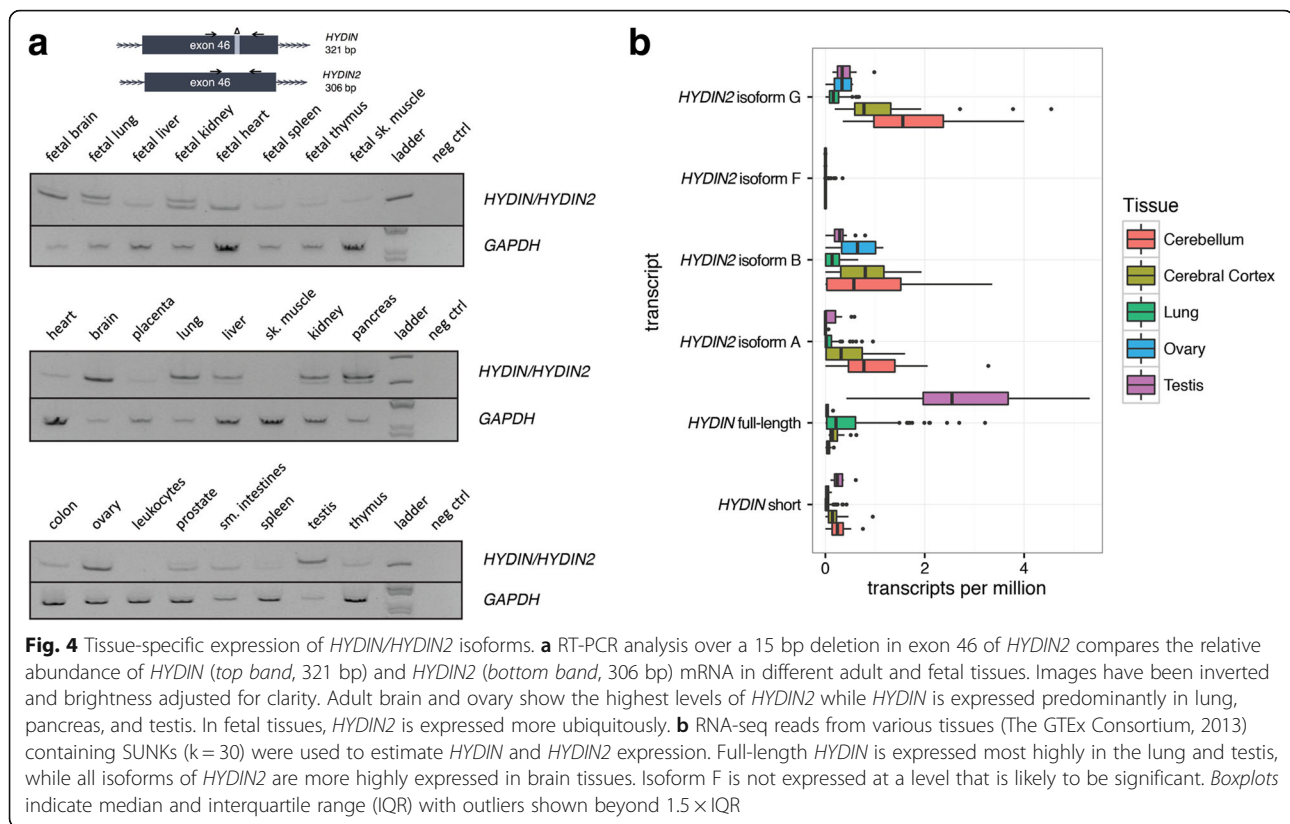 a
Δ
exon 46
HYDIN
321 bp
exon 46
HYDIN2
306 bp
fetal brain
fetal lung
fetal liver
fetal kidney
fetal heart
fetal spleen
fetal thymus
fetal sk. muscle
ladder
neg ctrl
HYDIN/HYDIN2
GAPDH
heart
brain
placenta
lung
liver
sk. muscle
kidney
pancreas
ladder
neg ctrl
HYDIN/HYDIN2
GAPDH
colon
ovary
leukocytes
prostate
sm. intestines
spleen
testis
thymus
ladder
neg ctrl
HYDIN/HYDIN2
GAPDH
b
transcript
HYDIN2 isoform G
HYDIN2 isoform F
HYDIN2 isoform B
HYDIN2 isoform A
HYDIN full-length
HYDIN short
0 2 4
transcripts per million
Tissue
Cerebellum
Cerebral Cortex
Lung
Ovary
Testis
Fig. 4 Tissue-specific expression of HYDIN/HYDIN2 isoforms. a RT-PCR analysis over a 15 bp deletion in exon 46 of HYDIN2 compares the relative
abundance of HYDIN (top band, 321 bp) and HYDIN2 (bottom band, 306 bp) mRNA in different adult and fetal tissues. Images have been inverted
and brightness adjusted for clarity. Adult brain and ovary show the highest levels of HYDIN2 while HYDIN is expressed predominantly in lung,
pancreas, and testis. In fetal tissues, HYDIN2 is expressed more ubiquitously. b RNA-seq reads from various tissues (The GTEx Consortium, 2013)
containing SUNKs (k = 30) were used to estimate HYDIN and HYDIN2 expression. Full-length HYDIN is expressed most highly in the lung and testis,
while all isoforms of HYDIN2 are more highly expressed in brain tissues. Isoform F is not expressed at a level that is likely to be significant. Boxplots
indicate median and interquartile range (IQR) with outliers shown beyond 1.5 × IQR